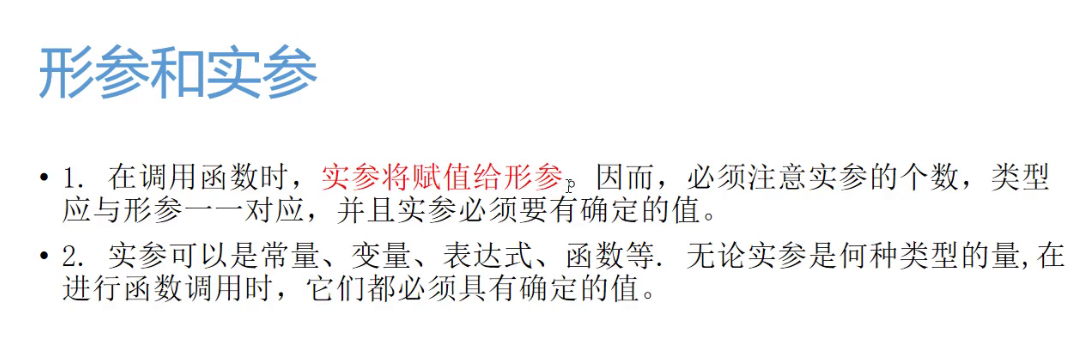 形参和实参
• 1. 在调用函数时，实参将赋值给形参。因而，必须注意实参的个数，类型
应与形参一一对应，并且实参必须要有确定的值。
• 2. 实参可以是常量、变量、表达式、函数等. 无论实参是何种类型的量,在
进行函数调用时，它们都必须具有确定的值。